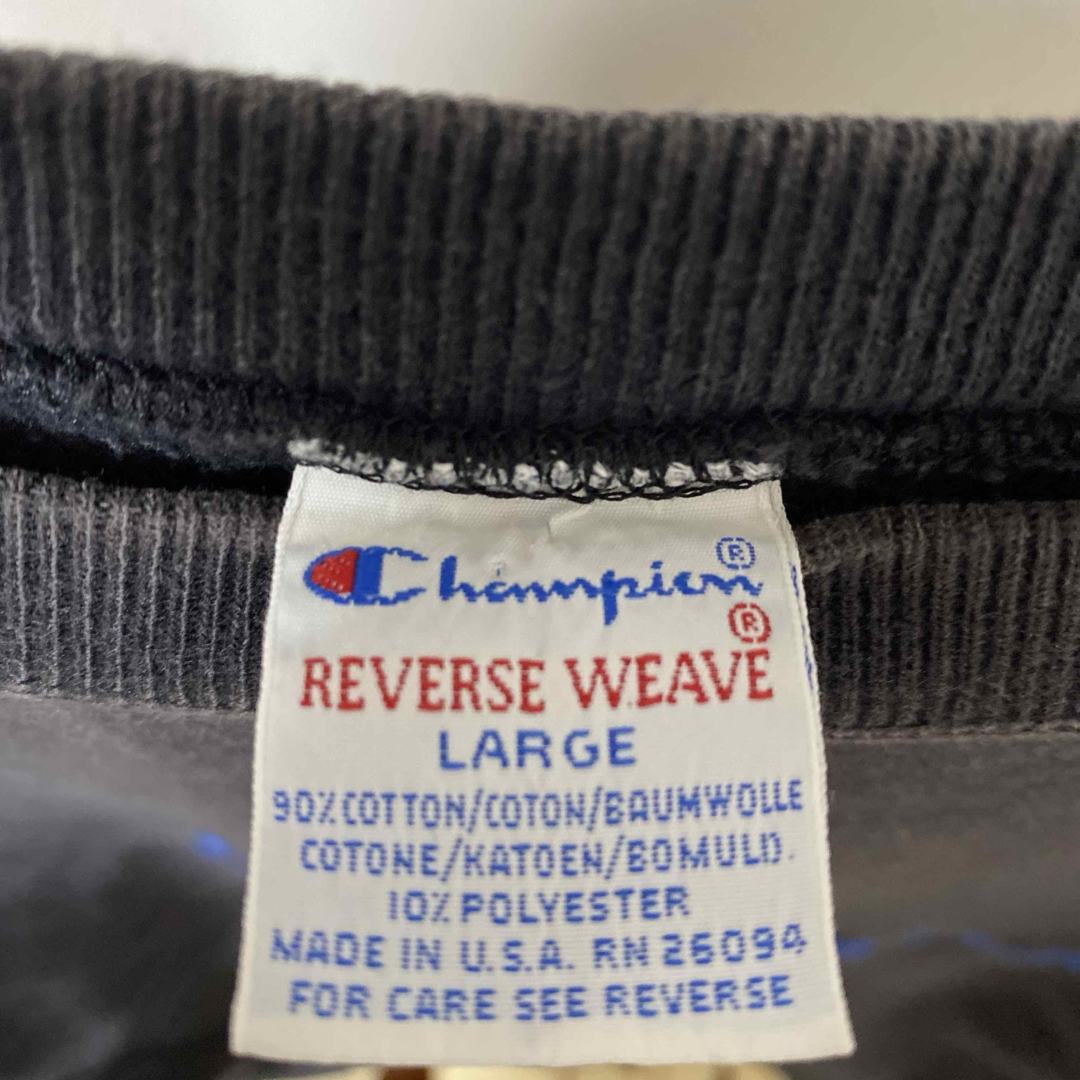 Champion®
REVERSE WEAVE®
LARGE
90%COTTON/COTON/BAUMWOLLE
COTONE/KATOEN/BOMULD.
10% POLYESTER
MADE IN U.S.A. RN 26094
FOR CARE SEE REVERSE